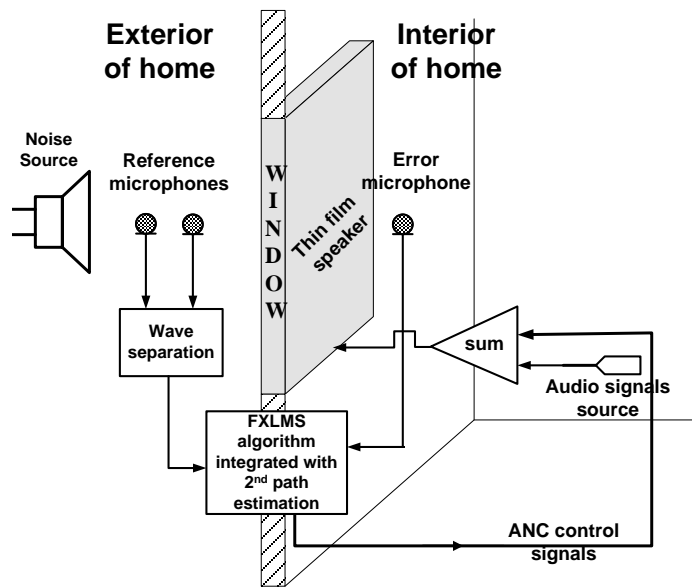 Exterior
of home
Interior
of home
Noise
Source
Reference
microphones
Error
microphone
WINDOW
Thin film
speaker
Wave
separation
sum
Audio signals
source
FXLMS
algorithm
integrated with
2nd path
estimation
ANC control
signals